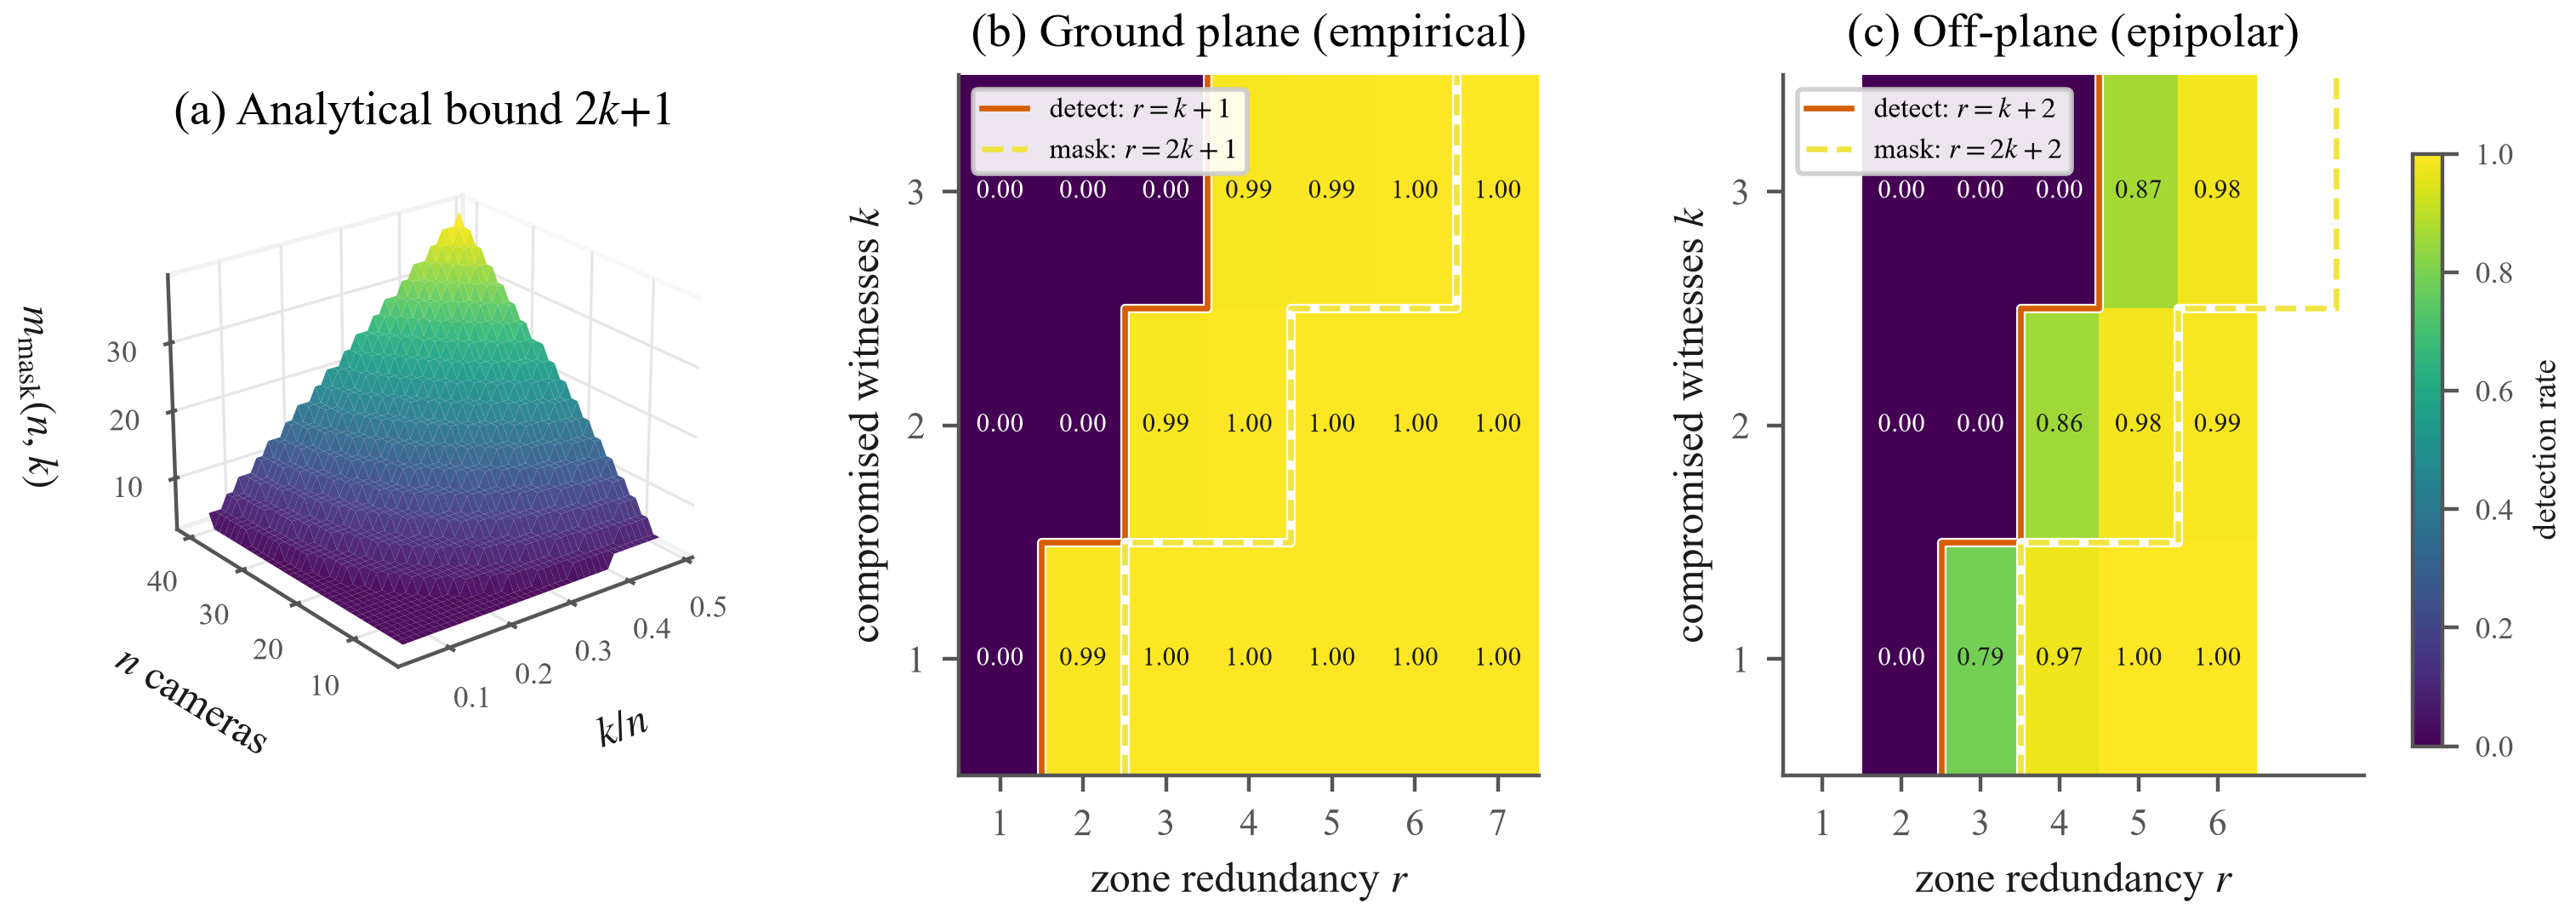 (a) Analytical bound 2k+1
m_mask(n, k)
30
20
10
40
30
20
10
n cameras
0.1
0.2
0.3
0.4
0.5
k/n
(b) Ground plane (empirical)
detect: r = k + 1
mask: r = 2k + 1
compromised witnesses k
3
0.00 0.00 0.00 0.99 0.99 1.00 1.00
2
0.00 0.00 0.99 1.00 1.00 1.00 1.00
1
0.00 0.99 1.00 1.00 1.00 1.00 1.00
1 2 3 4 5 6 7
zone redundancy r
(c) Off-plane (epipolar)
detect: r = k + 2
mask: r = 2k + 2
compromised witnesses k
3
0.00 0.00 0.00 0.87 0.98
2
0.00 0.00 0.86 0.98 0.99
1
0.00 0.79 0.97 1.00 1.00
1 2 3 4 5 6
zone redundancy r
1.0
0.8
0.6
0.4
0.2
0.0
detection rate